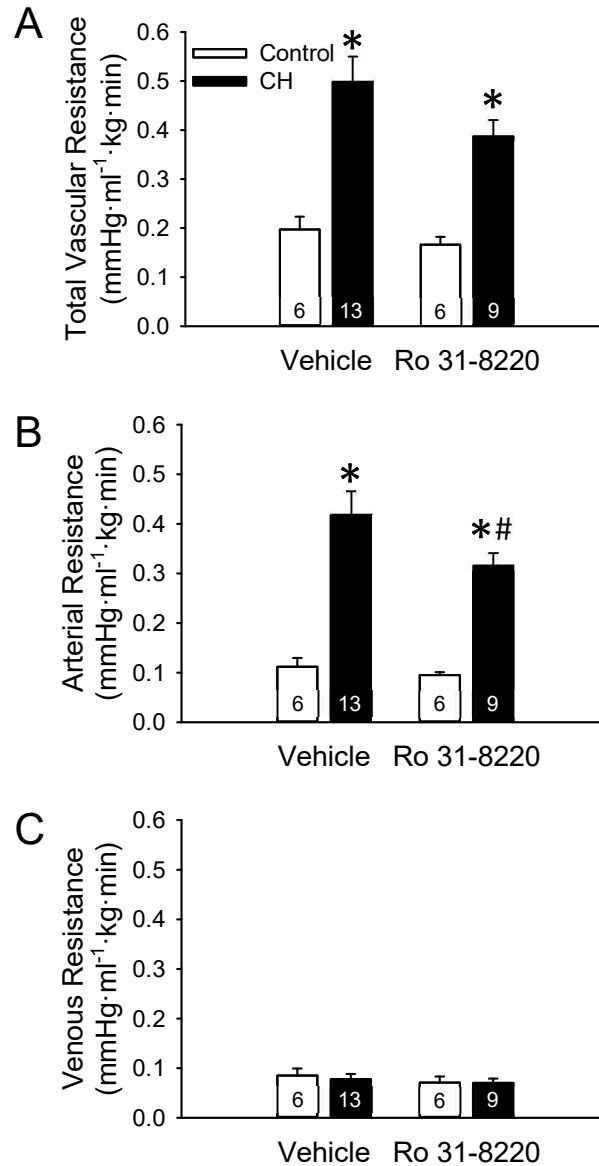 A
Total Vascular Resistance
(mmHg·ml⁻¹·kg·min)
0.6
0.5
0.4
0.3
0.2
0.1
0.0
Control
CH
*
*
6
13
6
9
Vehicle
Ro 31-8220
B
Arterial Resistance
(mmHg·ml⁻¹·kg·min)
0.6
0.5
0.4
0.3
0.2
0.1
0.0
*
*#
6
13
6
9
Vehicle
Ro 31-8220
C
Venous Resistance
(mmHg·ml⁻¹·kg·min)
0.6
0.5
0.4
0.3
0.2
0.1
0.0
6
13
6
9
Vehicle
Ro 31-8220